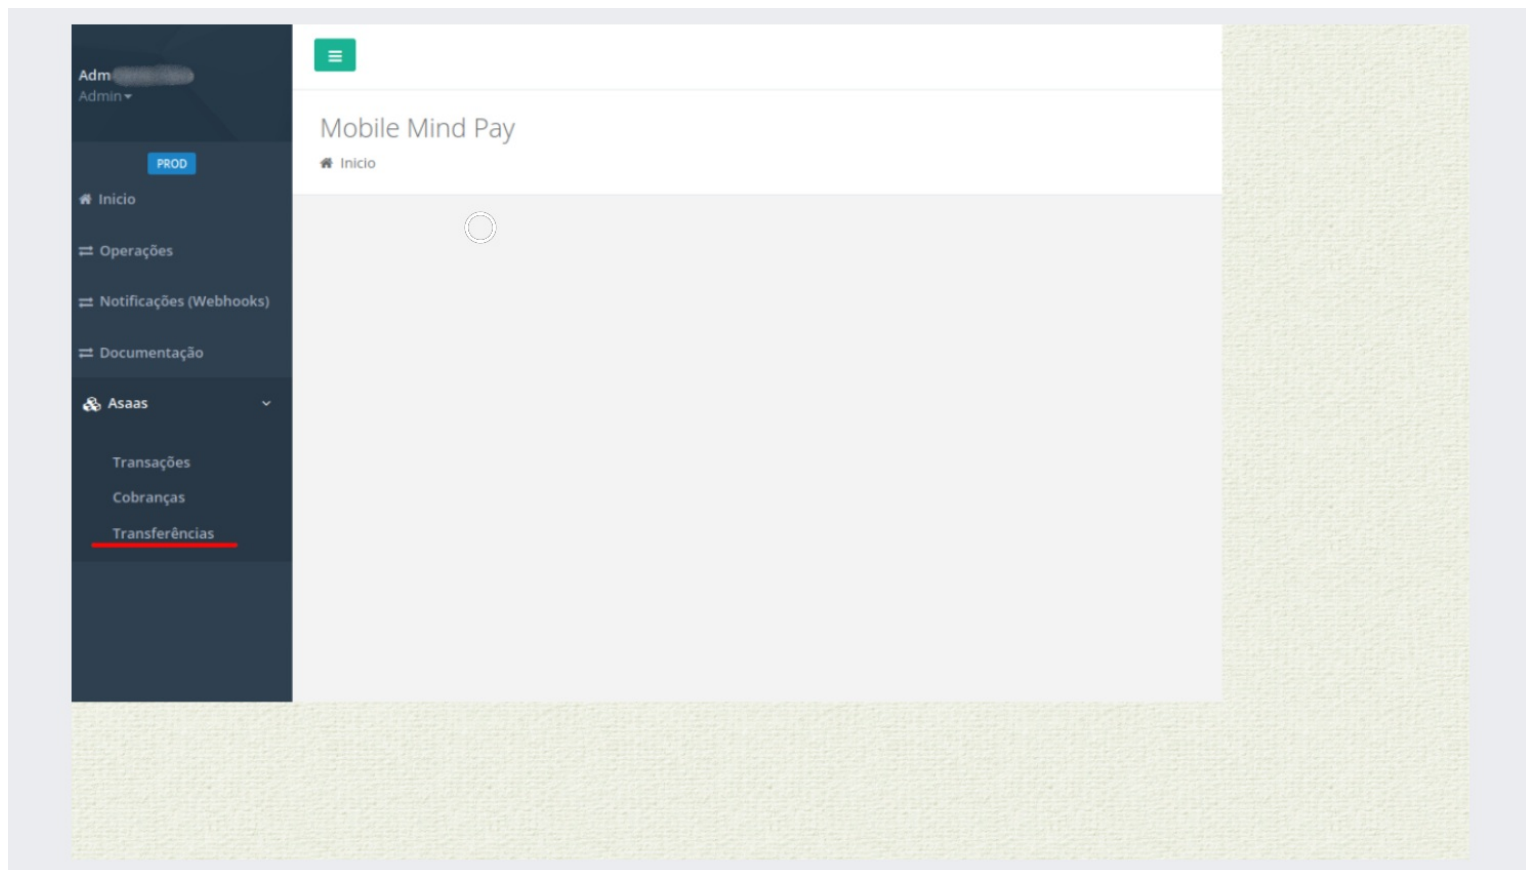 Adm
Admin
PROD
Inicio
Operações
Notificações (Webhooks)
Documentação
Asaas
Transações
Cobranças
Transferências
Mobile Mind Pay
Inicio